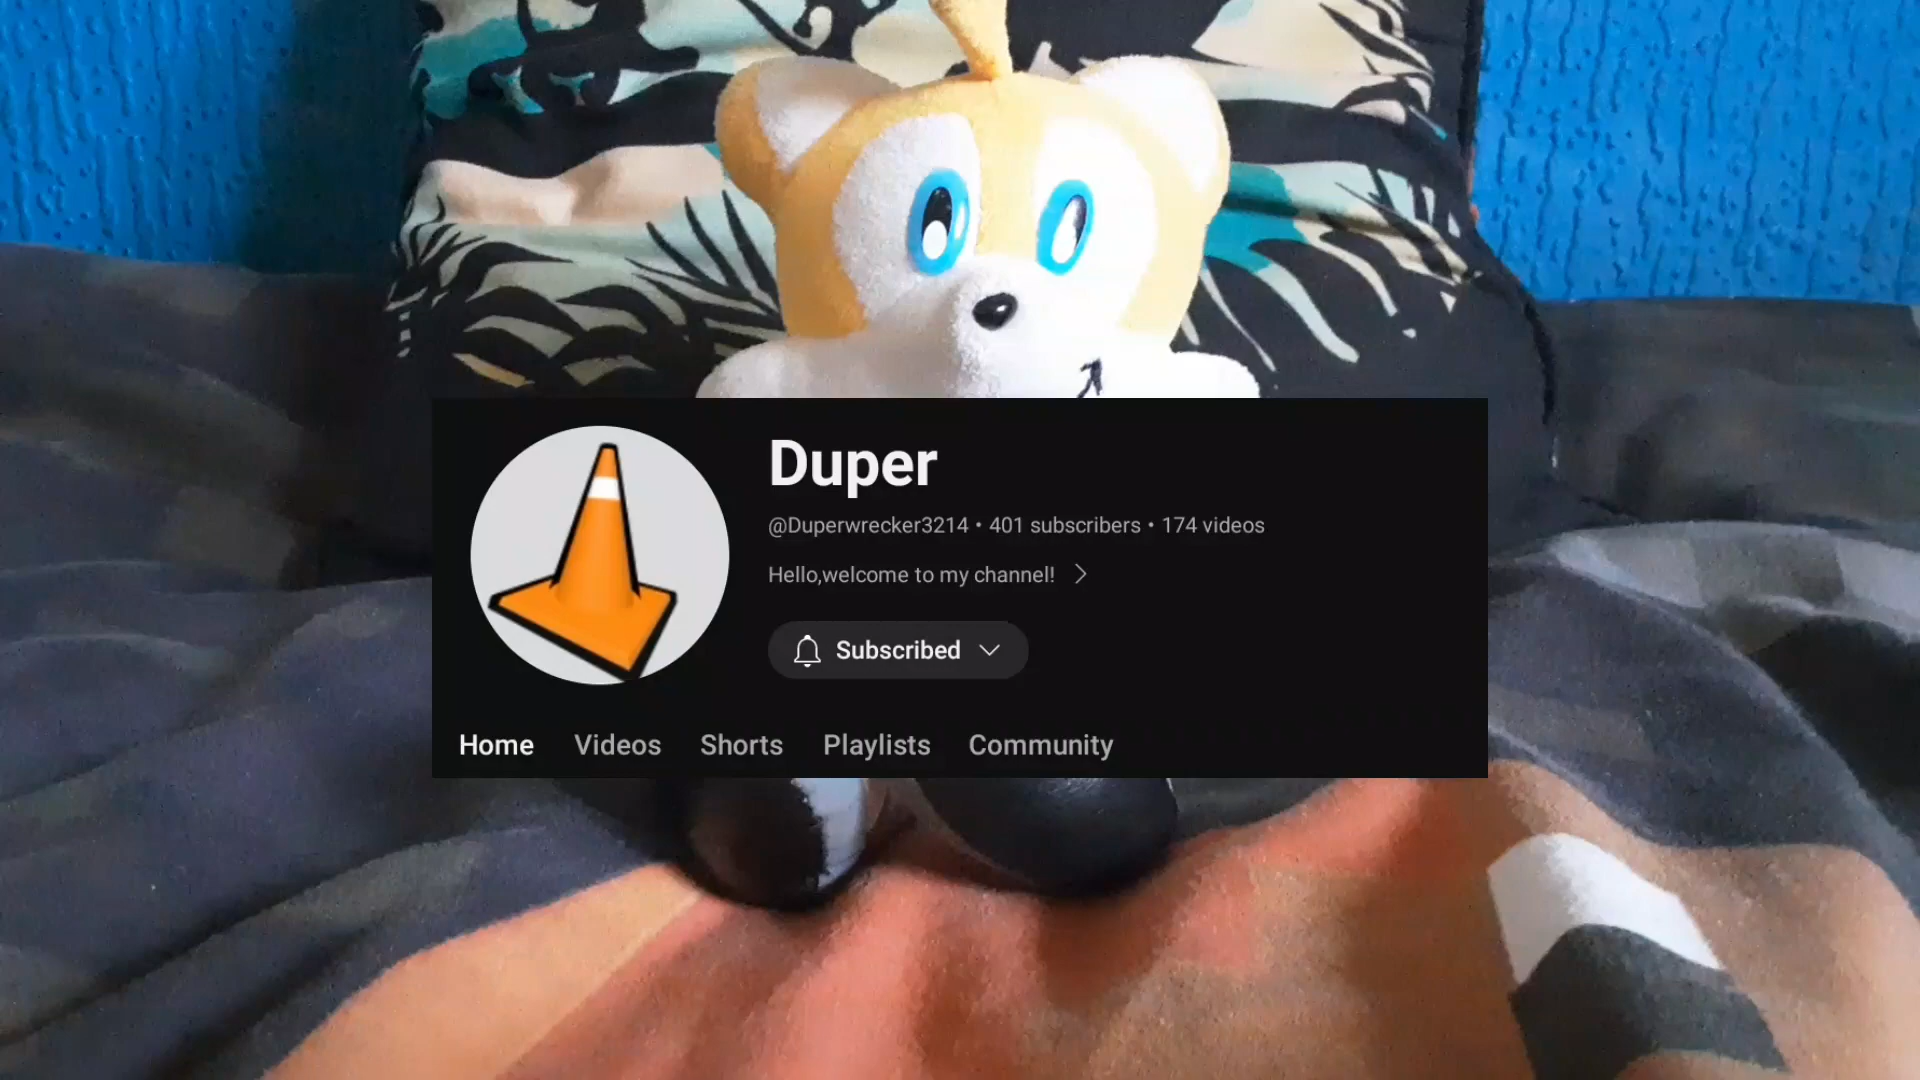 Duper
@Duperwrecker3214 • 401 subscribers • 174 videos
Hello,welcome to my channel!
Subscribed
Home Videos Shorts Playlists Community